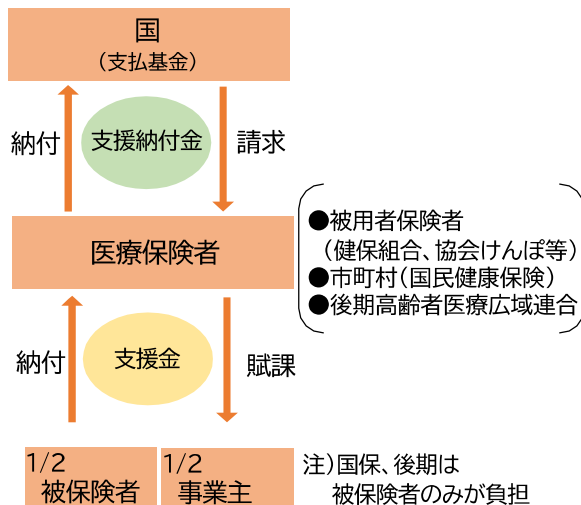 国
（支払基金）
納付
支援納付金
請求
医療保険者
●被用者保険者
（健保組合、協会けんぽ等）
●市町村（国民健康保険）
●後期高齢者医療広域連合
納付
支援金
賦課
1/2
被保険者
1/2
事業主
注）国保、後期は
被保険者のみが負担